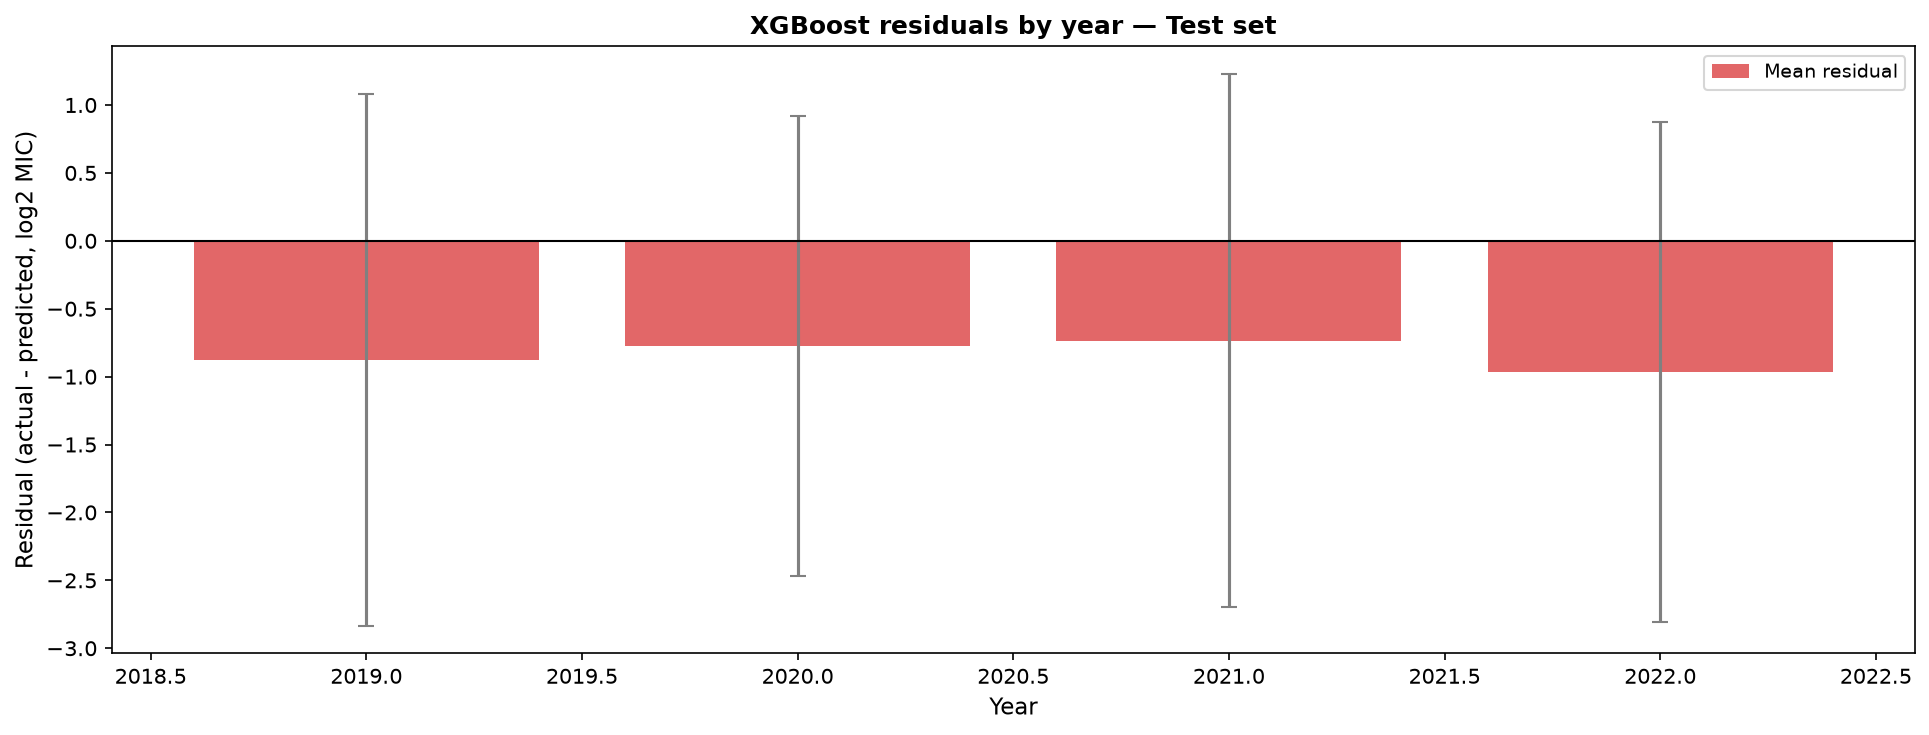 XGBoost residuals by year — Test set
Mean residual
Residual (actual - predicted, log2 MIC)
1.0
0.5
0.0
−0.5
−1.0
−1.5
−2.0
−2.5
−3.0
2018.5 2019.0 2019.5 2020.0 2020.5 2021.0 2021.5 2022.0 2022.5
Year